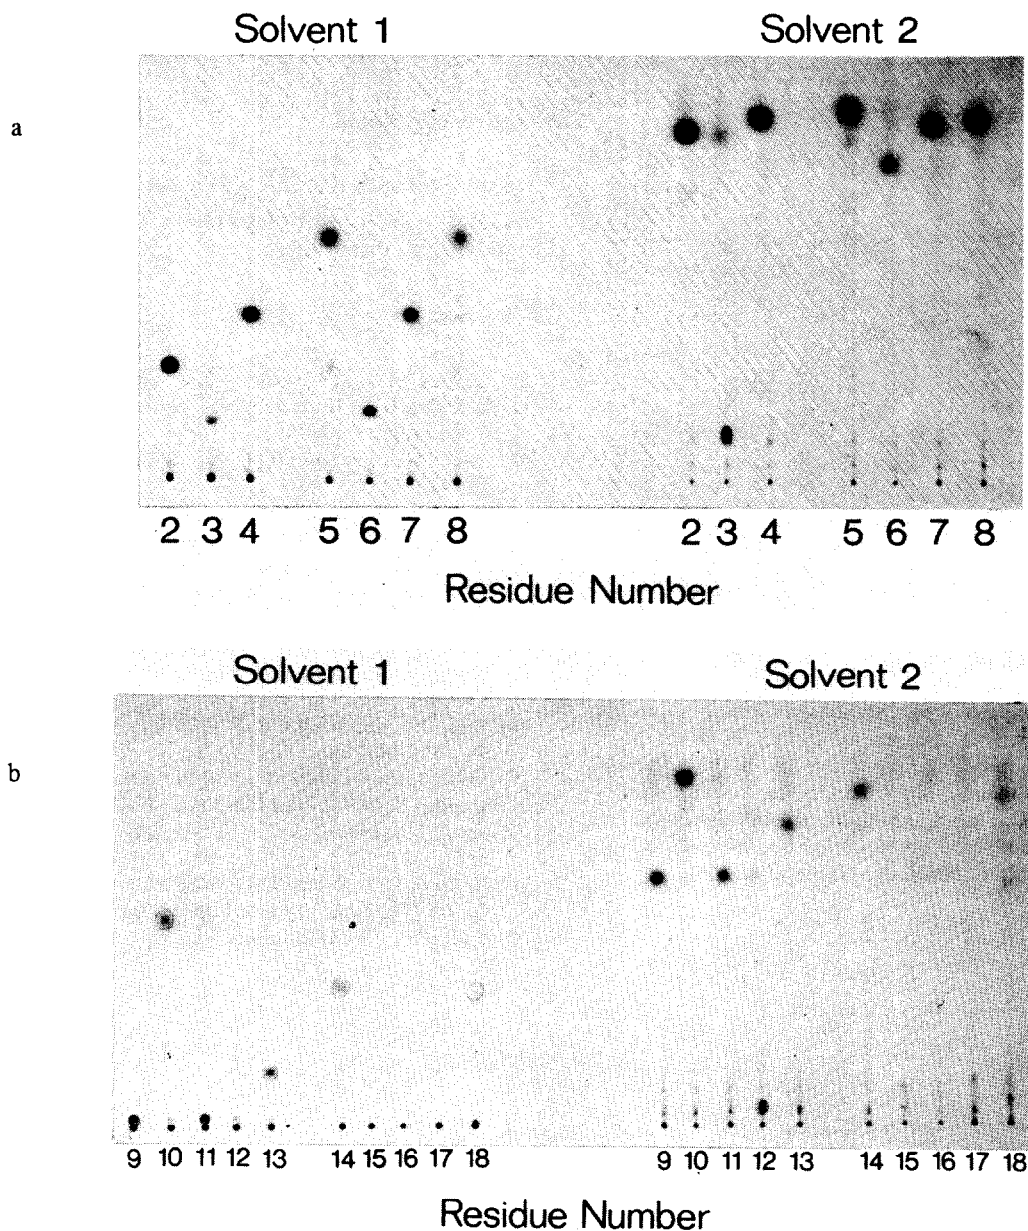 Solvent 1 Solvent 2
a
2 3 4 5 6 7 8 2 3 4 5 6 7 8
Residue Number
Solvent 1 Solvent 2
b
9 10 11 12 13 14 15 16 17 18 9 10 11 12 13 14 15 16 17 18
Residue Number